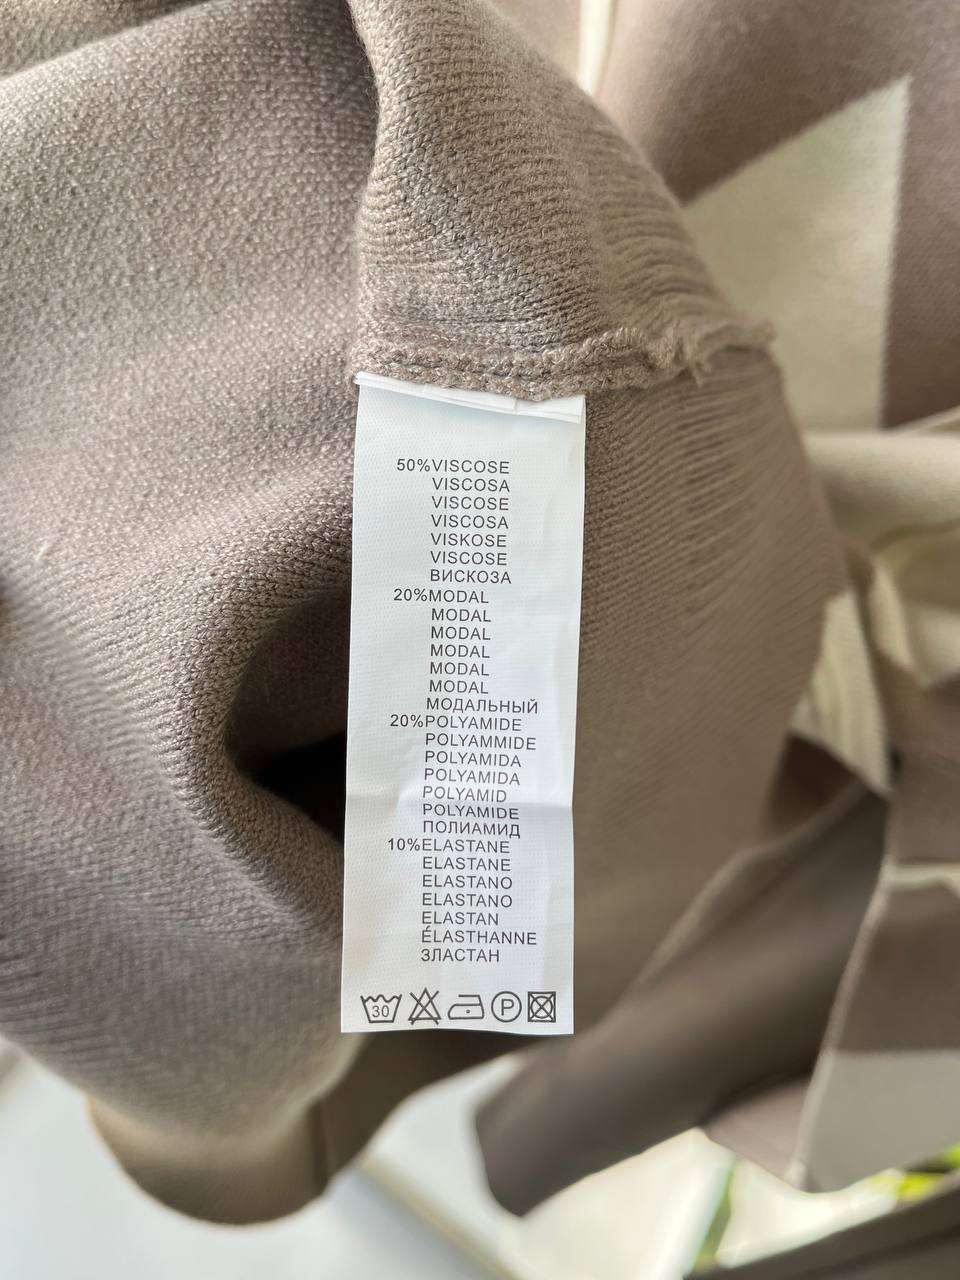 50%VISCOSE
VISCOSA
VISCOSE
VISCOSA
VISKOSE
VISCOSE
ВИСКОЗА
20%MODAL
MODAL
MODAL
MODAL
MODAL
MODAL
МОДАЛЬНЫЙ
20%POLYAMIDE
POLYAMMIDE
POLYAMIDA
POLYAMIDA
POLYAMID
POLYAMIDE
ПОЛИАМИД
10%ELASTANE
ELASTANE
ELASTANO
ELASTANO
ELASTAN
ÉLASTHANNE
ЗЛАСТАН
30 P